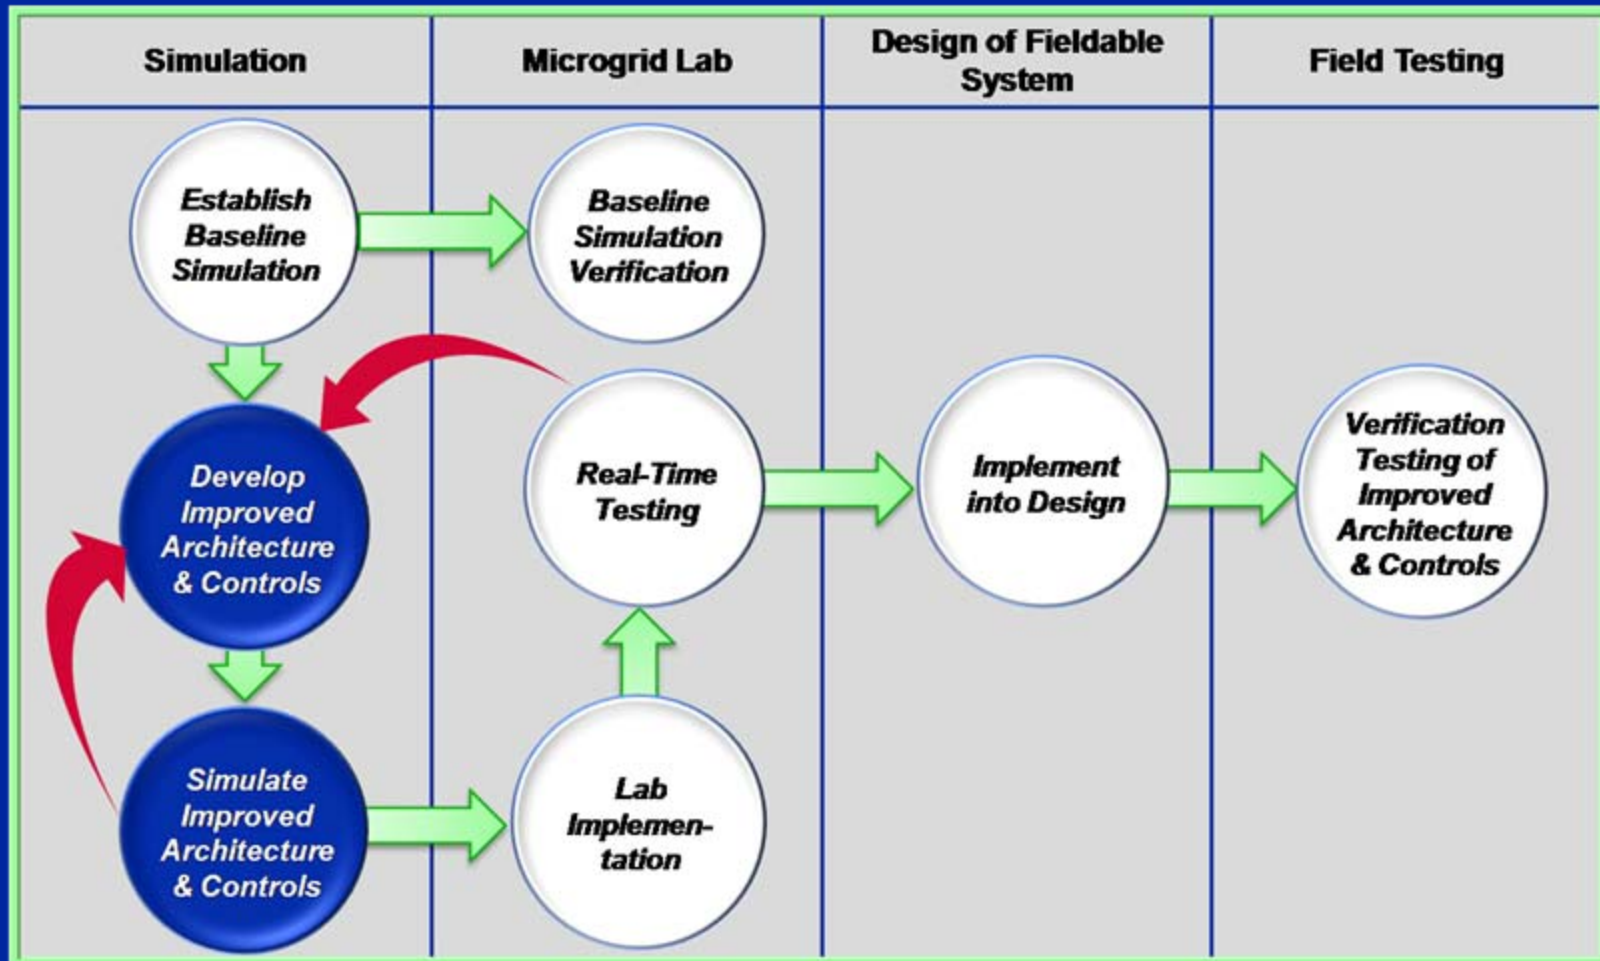 Simulation
Microgrid Lab
Design of Fieldable
System
Field Testing
Establish
Baseline
Simulation
Baseline
Simulation
Verification
Develop
Improved
Architecture
& Controls
Real-Time
Testing
Implement
into Design
Verification
Testing of
Improved
Architecture
& Controls
Simulate
Improved
Architecture
& Controls
Lab
Implemen-
tation